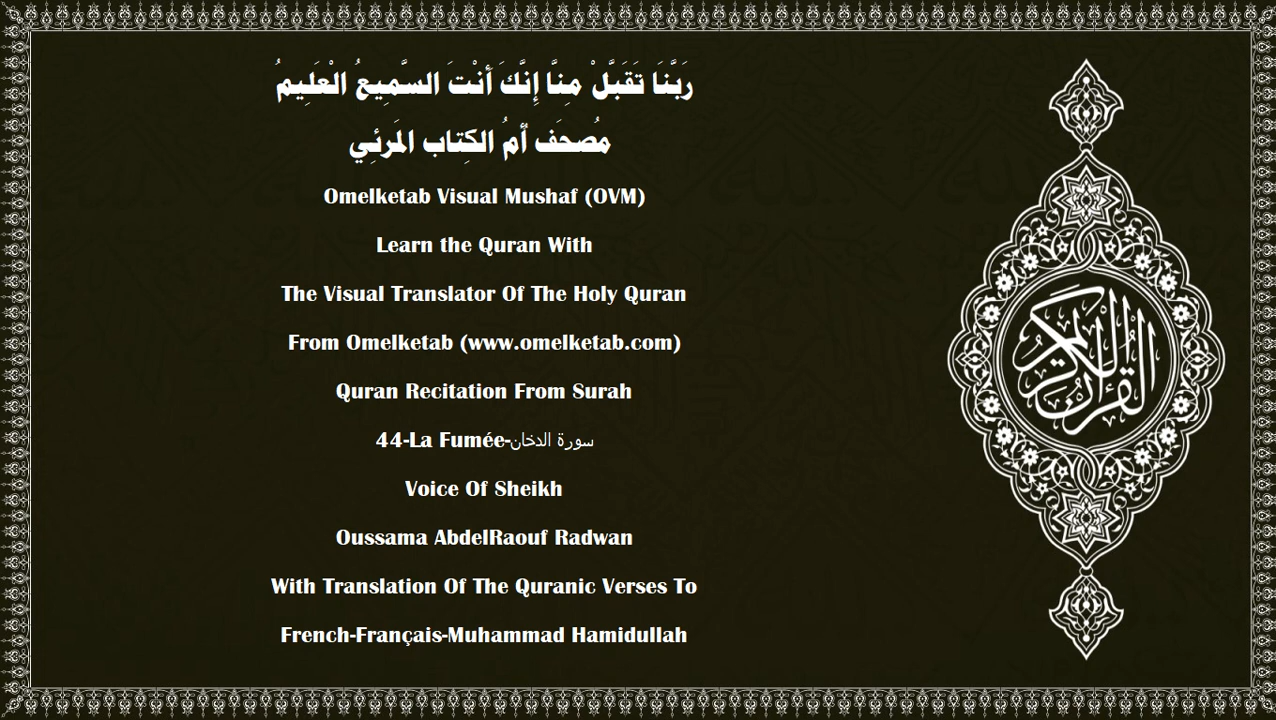 رَبَّنَا تَقَبَّلْ مِنَّا إِنَّكَ أَنْتَ السَّمِيعُ الْعَلِيمُ
مُصحَف أمُ الكِتاب المَرئِي
Omelketab Visual Mushaf (OVM)
Learn the Quran With
The Visual Translator Of The Holy Quran
From Omelketab (www.omelketab.com)
Quran Recitation From Surah
44-La Fumée-سورة الدخان
Voice Of Sheikh
Oussama AbdelRaouf Radwan
With Translation Of The Quranic Verses To
French-Français-Muhammad Hamidullah
القرآن الكريم